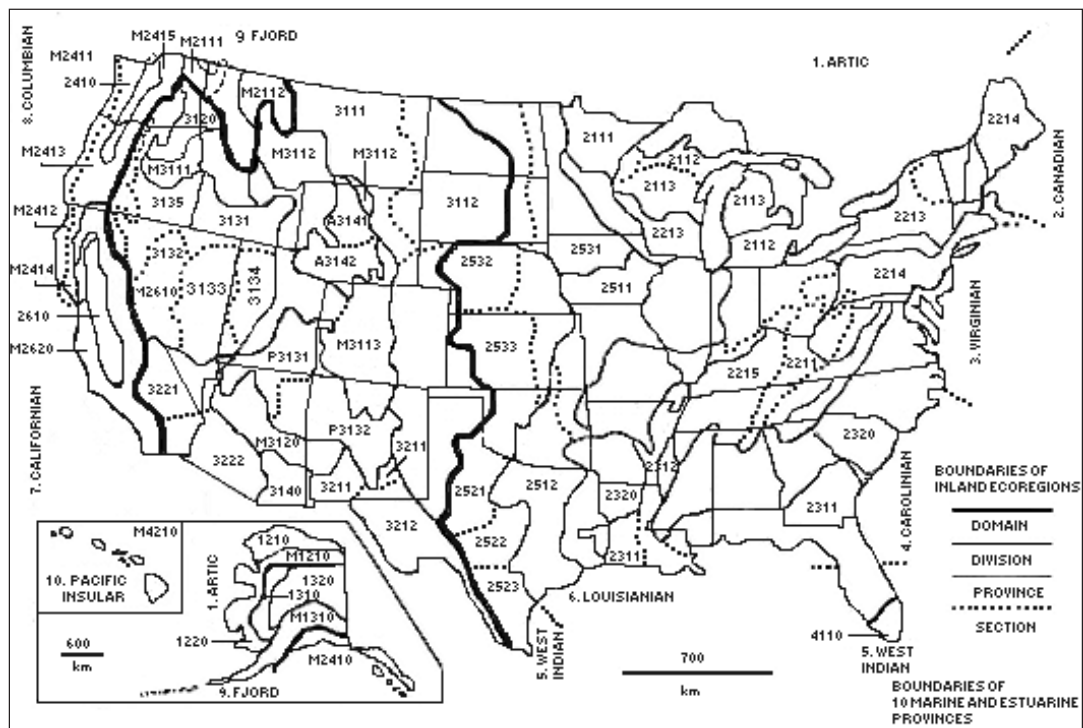 M2415
M2111
9 FJORD
M2411
2410
8. COLUMBIAN
1. ARTIC
M2112
3111
2111
2214
3120
M3112
M3112
2112
M2413
M3111
2113
2113
2. CANADIAN
3135
3131
A3141
3112
2213
2213
M2412
2112
3132
A3142
2532
2531
2214
M2414
M2610
3133
3134
2511
2610
M3113
2533
3. VIRGINIAN
M2620
P3131
2211
2215
3221
7. CALIFORNIAN
P3132
3211
M3120
2320
3222
2312
3140
3211
2521
2512
2320
BOUNDARIES OF
INLAND ECOREGIONS
2311
4. CAROLINIAN
3212
DOMAIN
2522
2311
M4210
1210
DIVISION
M1210
10. PACIFIC
INSULAR
1. ARTIC
1320
1310
2523
PROVINCE
6. LOUISIANIAN
M1310
SECTION
1220
4110
600
km
M2410
5. WEST
INDIAN
700
km
5. WEST
INDIAN
9. FJORD
BOUNDARIES OF
10 MARINE AND ESTUARINE
PROVINCES